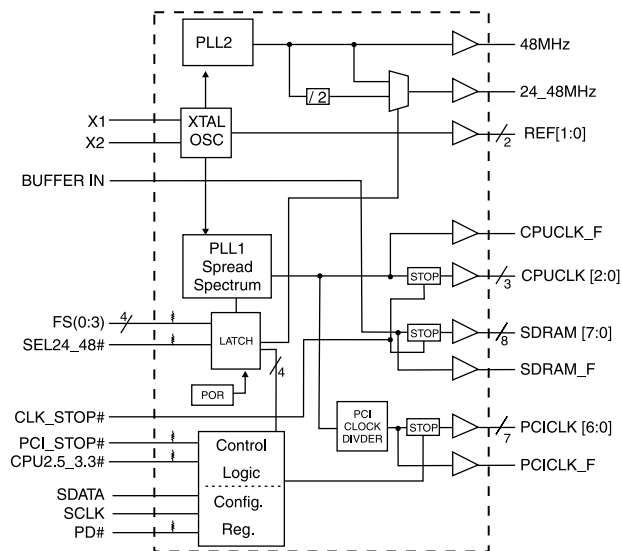 PLL2
48MHz
/ 2
24_48MHz
X1
X2
XTAL
OSC
REF[1:0]
2
BUFFER IN
PLL1
Spread
Spectrum
CPUCLK_F
STOP
CPUCLK [2:0]
3
FS(0:3)
4
SEL24_48#
LATCH
STOP
SDRAM [7:0]
8
SDRAM_F
4
POR
CLK_STOP#
PCI_STOP#
CPU2.5_3.3#
Control
Logic
PCI
CLOCK
DIVDER
STOP
PCICLK [6:0]
7
PCICLK_F
SDATA
SCLK
PD#
Config.
Reg.